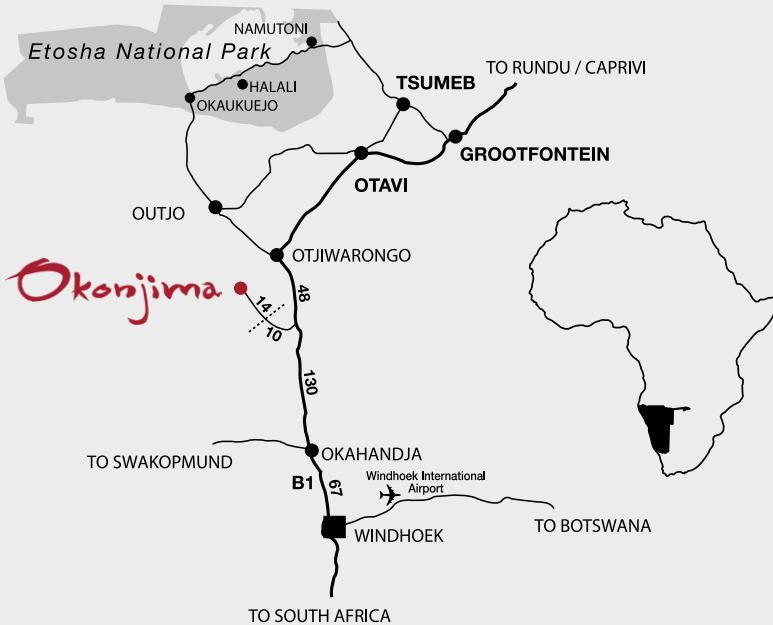 NAMUTONI
Etosha National Park
HALALI
OKAUKUEJO
TSUMEB
TO RUNDU / CAPRIVI
GROOTFONTEIN
OTAVI
OUTJO
OTJIWARONGO
Okonjima
48
14
10
130
TO SWAKOPMUND
OKAHANDJA
B1
67
Windhoek International
Airport
WINDHOEK
TO BOTSWANA
TO SOUTH AFRICA